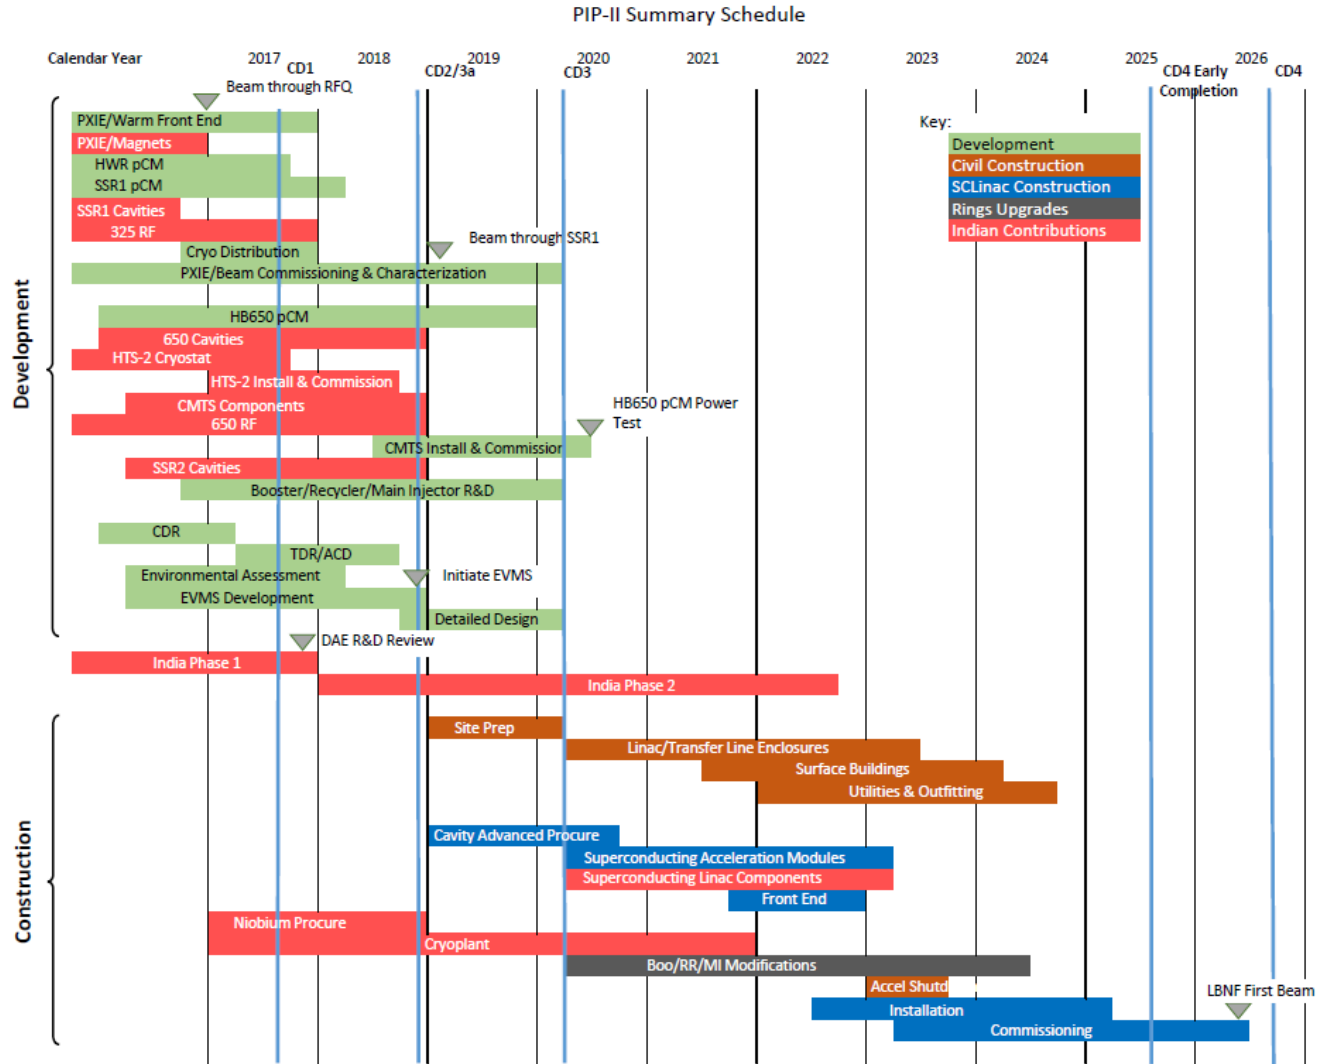 PIP-II Summary Schedule
Calendar Year 2017 2018 2019 2020 2021 2022 2023 2024 2025 2026
CD1
CD2/3a
CD3
CD4 Early
Completion
CD4
Beam through RFQ
Key:
Development
Civil Construction
SCLinac Construction
Rings Upgrades
Indian Contributions
Development
PXIE/Warm Front End
PXIE/Magnets
HWR pCM
SSR1 pCM
SSR1 Cavities
325 RF
Cryo Distribution
Beam through SSR1
PXIE/Beam Commissioning & Characterization
HB650 pCM
650 Cavities
HTS-2 Cryostat
HTS-2 Install & Commission
CMTS Components
650 RF
HB650 pCM Power
Test
CMTS Install & Commission
SSR2 Cavities
Booster/Recycler/Main Injector R&D
CDR
TDR/ACD
Environmental Assessment
Initiate EVMS
EVMS Development
Detailed Design
DAE R&D Review
India Phase 1
India Phase 2
Construction
Site Prep
Linac/Transfer Line Enclosures
Surface Buildings
Utilities & Outfitting
Cavity Advanced Procure
Superconducting Acceleration Modules
Superconducting Linac Components
Front End
Niobium Procure
Cryoplant
Boo/RR/MI Modifications
Accel Shutd
LBNF First Beam
Installation
Commissioning